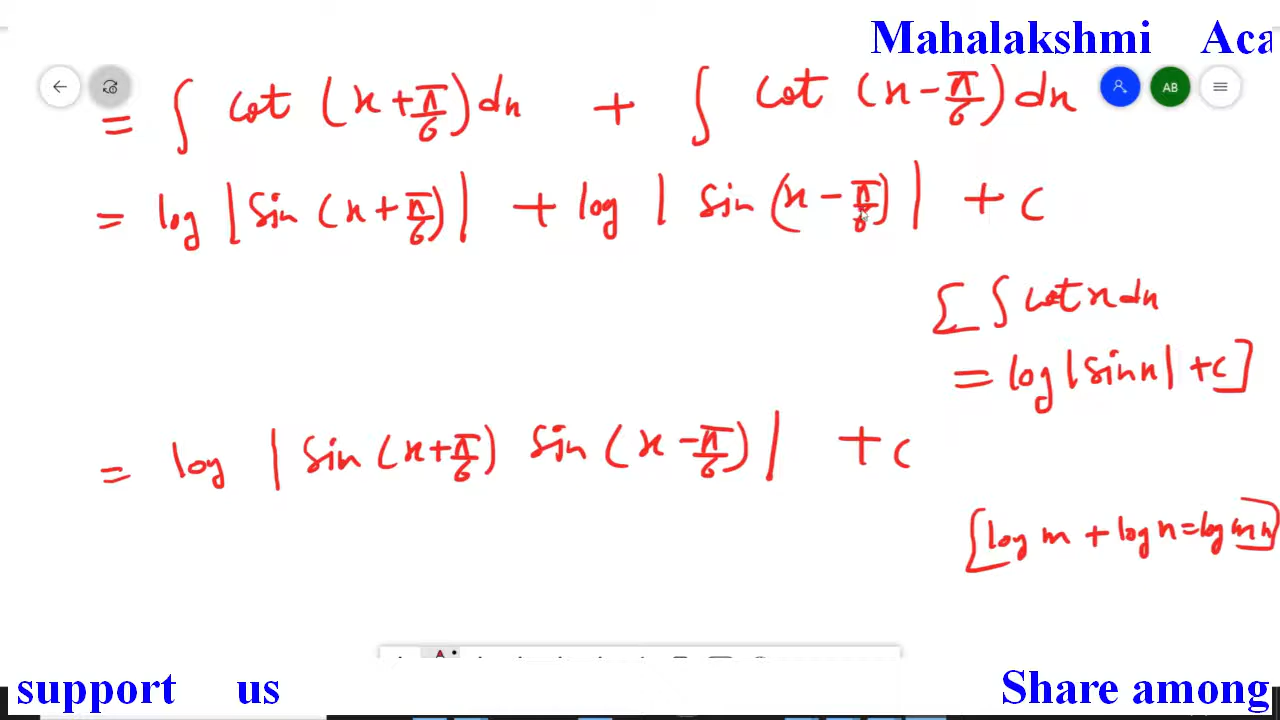 Mahalakshmi Aca
= ∫ cot (x + π/6) dx + ∫ cot (x - π/6) dx
AB
= log |sin (x + π/6)| + log | sin (x - π/6) | + c
[ ∫ cot x dx
= log |sin x| + c]
= log | sin (x + π/6) sin (x - π/6) | + c
[log m + log n = log mn]
support us Share among